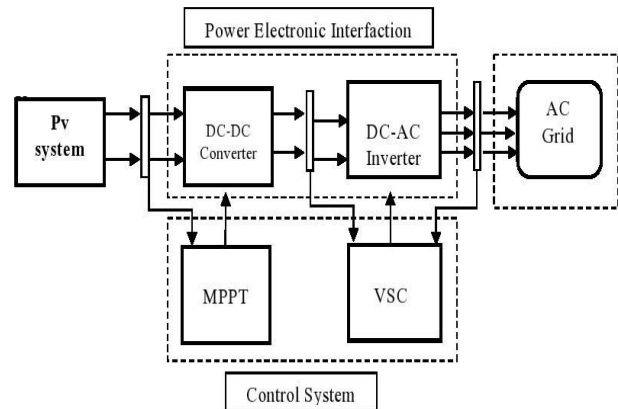 Power Electronic Interfaction
Pv
system
DC-DC
Converter
DC-AC
Inverter
AC
Grid
MPPT
VSC
Control System